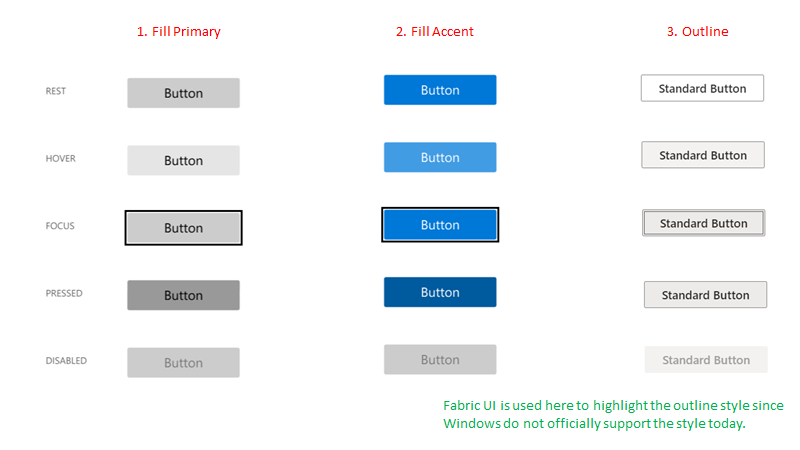 1. Fill Primary 2. Fill Accent 3. Outline
REST Button Button Standard Button
HOVER Button Button Standard Button
FOCUS Button Button Standard Button
PRESSED Button Button Standard Button
DISABLED Button Button Standard Button
Fabric UI is used here to highlight the outline style since
Windows do not officially support the style today.